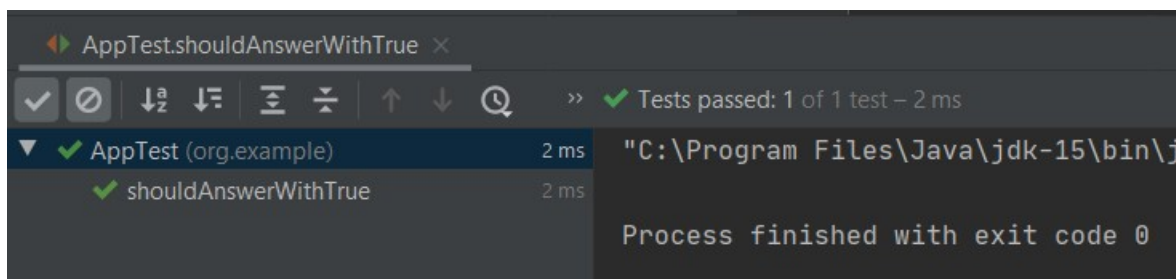 AppTest.shouldAnswerWithTrue
Tests passed: 1 of 1 test – 2 ms
AppTest (org.example) 2 ms
shouldAnswerWithTrue 2 ms
"C:\Program Files\Java\jdk-15\bin\j
Process finished with exit code 0